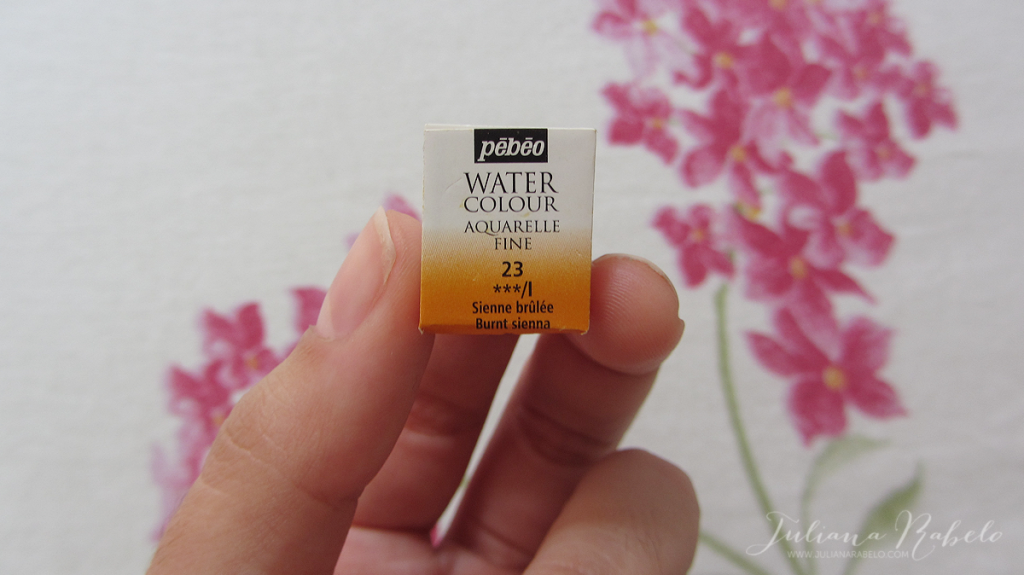 pēbēo
WATER
COLOUR
AQUARELLE
FINE
23
***/I
Sienne brûlée
Burnt sienna
Juliana Rabelo
WWW.JULIANARABELO.COM